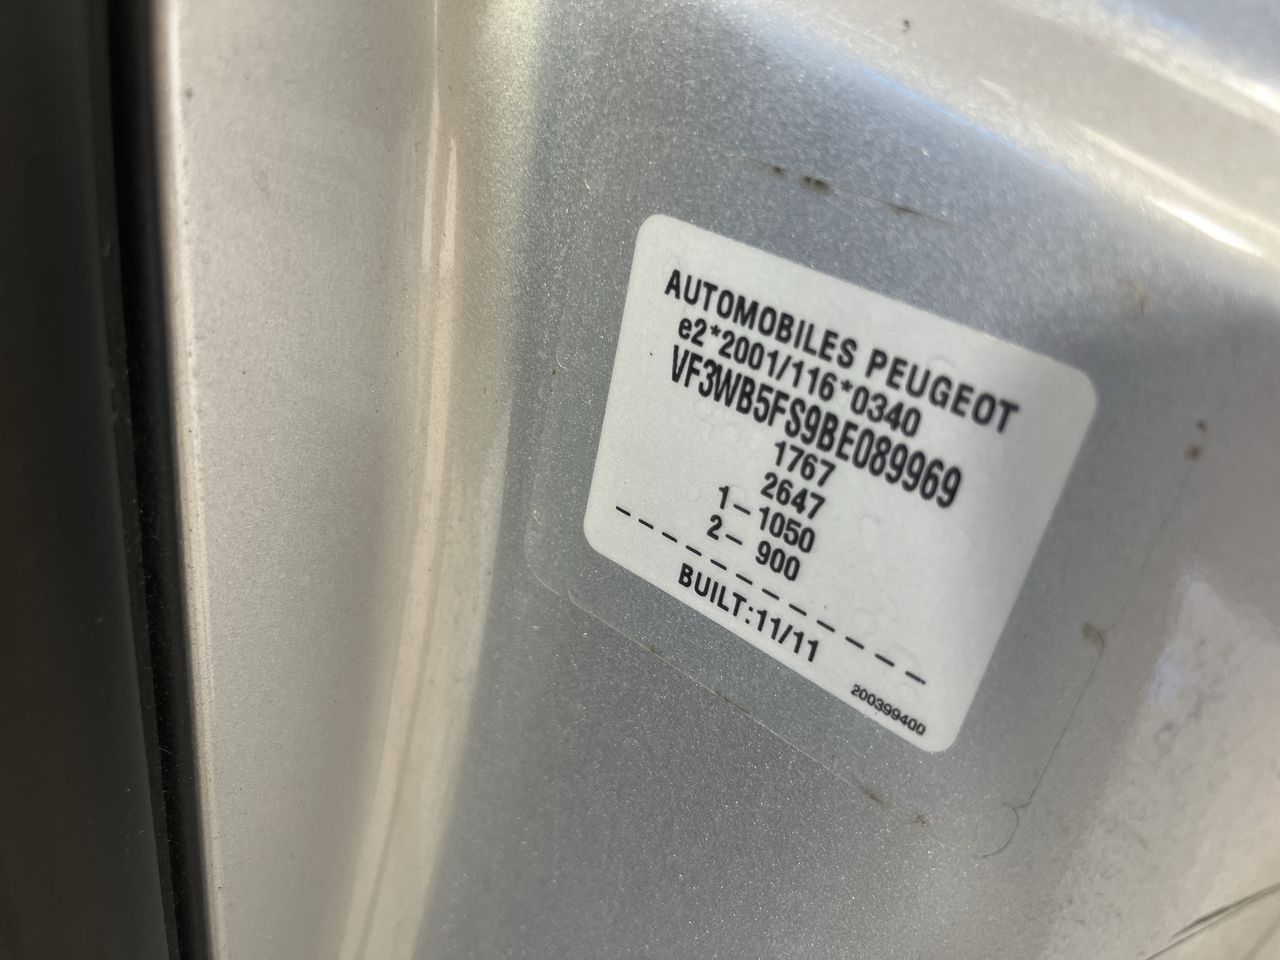 AUTOMOBILES PEUGEOT
e2*2001/116*0340
VF3WB5FS9BE089969
1767
2647
1-1050
2- 900
BUILT:11/11
200399400